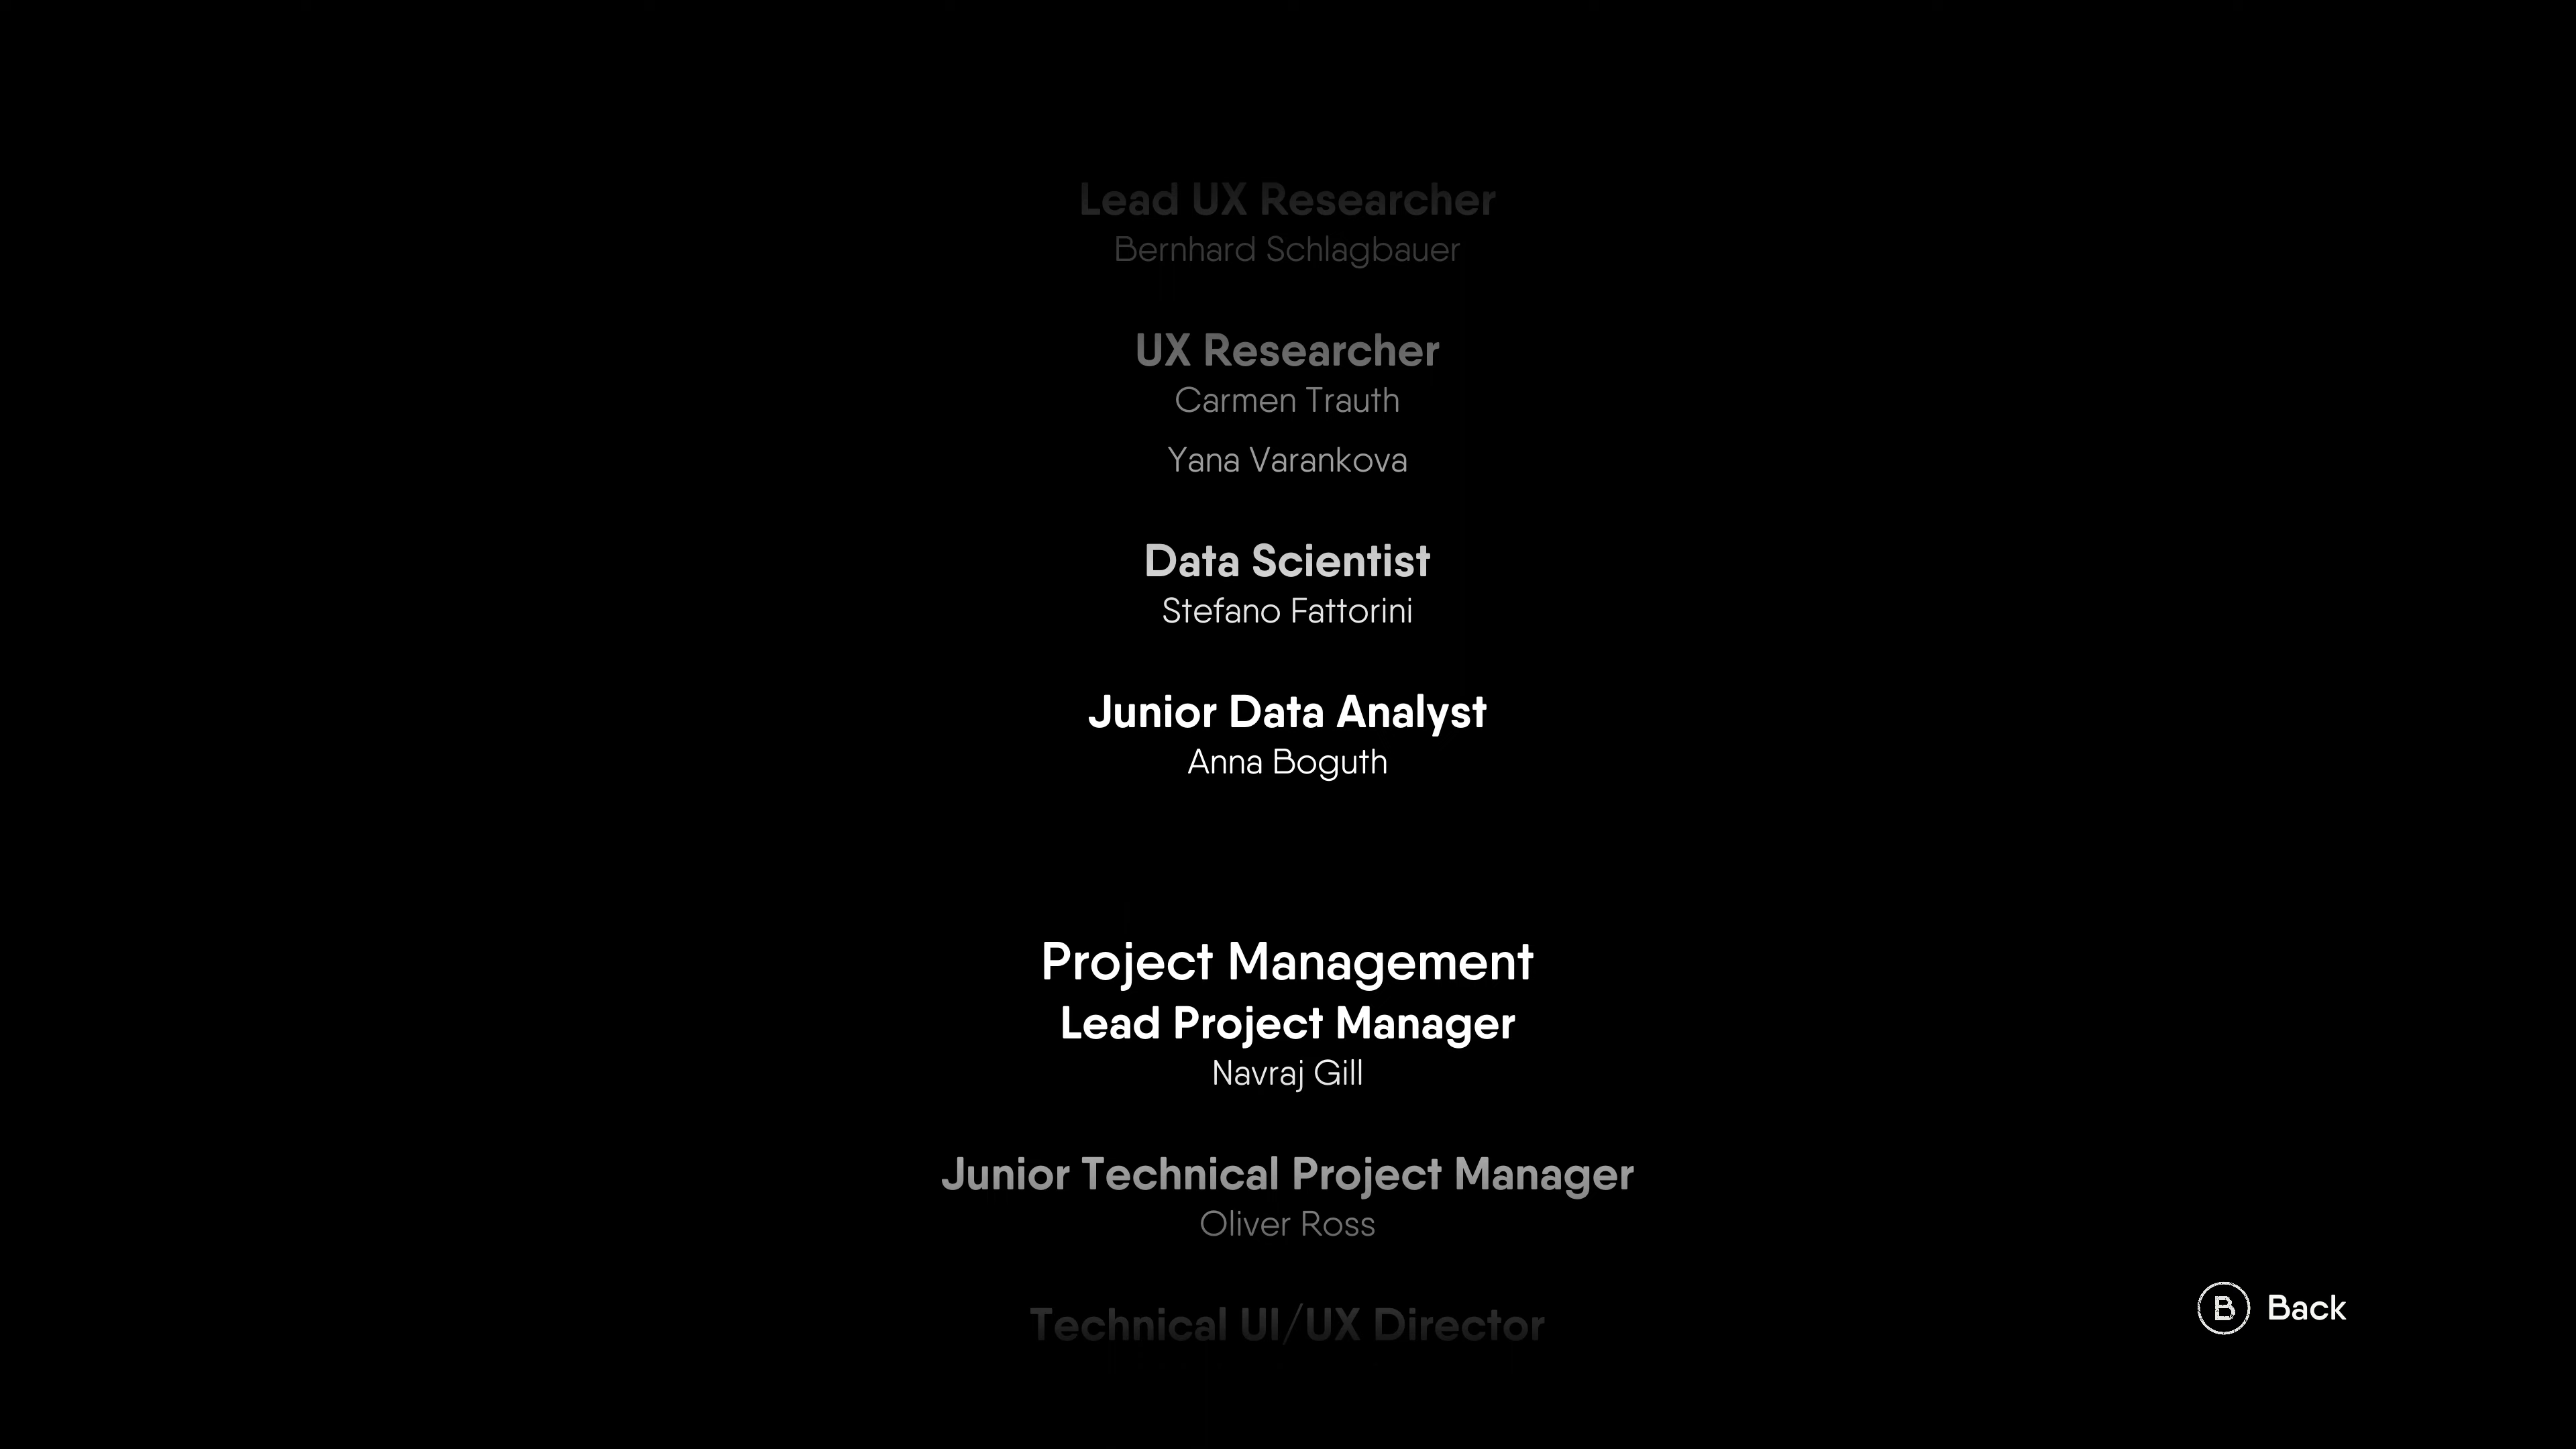 Lead UX Researcher
Bernhard Schlagbauer
UX Researcher
Carmen Trauth
Yana Varankova
Data Scientist
Stefano Fattorini
Junior Data Analyst
Anna Boguth
Project Management
Lead Project Manager
Navraj Gill
Junior Technical Project Manager
Oliver Ross
Technical UI/UX Director
B Back